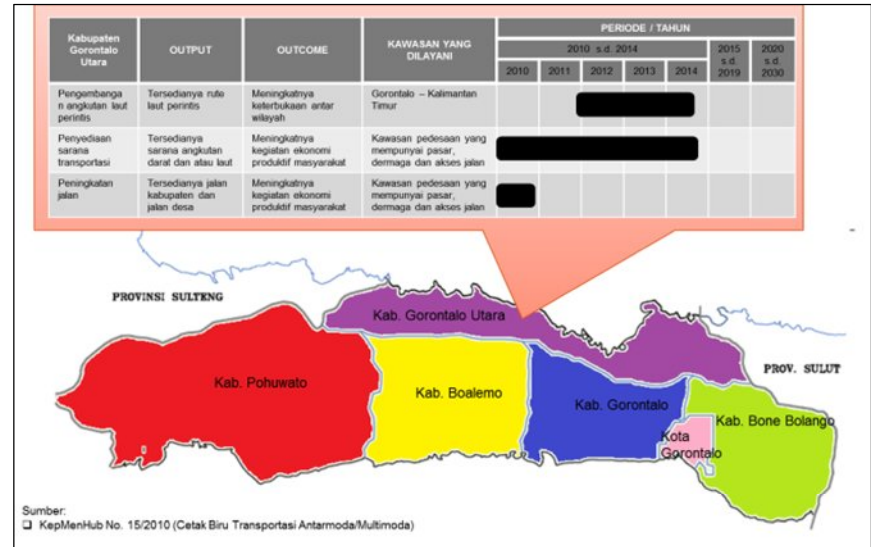 Kabupaten
Gorontalo
Utara
OUTPUT
OUTCOME
KAWASAN YANG
DILAYANI
PERIODE / TAHUN
2010 s.d. 2014
2015
s.d.
2019
2020
s.d.
2030
2010 2011 2012 2013 2014
Pengembanga
n angkutan laut
perintis
Tersedianya rute
laut perintis
Meningkatnya
keterbukaan antar
wilayah
Gorontalo – Kalimantan
Timur
Penyediaan
sarana
transportasi
Tersedianya
sarana angkutan
darat dan atau laut
Meningkatnya
kegiatan ekonomi
produktif masyarakat
Kawasan pedesaan yang
mempunyai pasar,
dermaga dan akses jalan
Peningkatan
jalan
Tersedianya jalan
kabupaten dan
jalan desa
Meningkatnya
kegiatan ekonomi
produktif masyarakat
Kawasan pedesaan yang
mempunyai pasar,
dermaga dan akses jalan
PROVINSI SULTENG
Kab. Gorontalo Utara
PROV. SULUT
Kab. Pohuwato
Kab. Boalemo
Kab. Gorontalo
Kab. Bone Bolango
Kota
Gorontalo
Sumber:
❑ KepMenHub No. 15/2010 (Cetak Biru Transportasi Antarmoda/Multimoda)